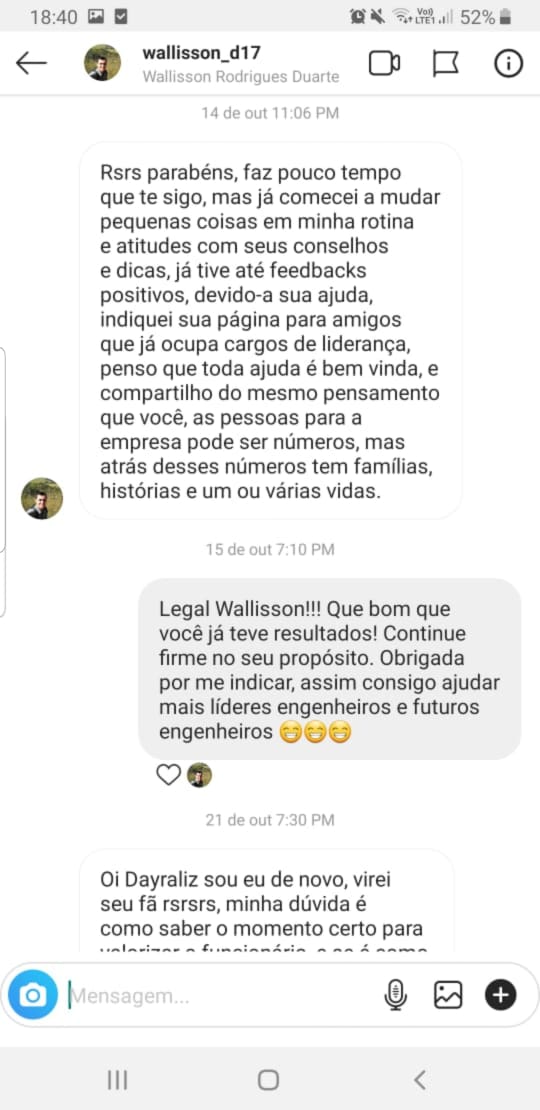 18:40 Vo) LTE1 52%
wallisson_d17
Wallisson Rodrigues Duarte
14 de out 11:06 PM
Rsrs parabéns, faz pouco tempo
que te sigo, mas já comecei a mudar
pequenas coisas em minha rotina
e atitudes com seus conselhos
e dicas, já tive até feedbacks
positivos, devido-a sua ajuda,
indiquei sua página para amigos
que já ocupa cargos de liderança,
penso que toda ajuda é bem vinda, e
compartilho do mesmo pensamento
que você, as pessoas para a
empresa pode ser números, mas
atrás desses números tem famílias,
histórias e um ou várias vidas.
15 de out 7:10 PM
Legal Wallisson!!! Que bom que
você já teve resultados! Continue
firme no seu propósito. Obrigada
por me indicar, assim consigo ajudar
mais líderes engenheiros e futuros
engenheiros 😁😁😁
21 de out 7:30 PM
Oi Dayraliz sou eu de novo, virei
seu fã rsrsrs, minha dúvida é
como saber o momento certo para
valorizar o funcionário, e se é como
Mensagem...